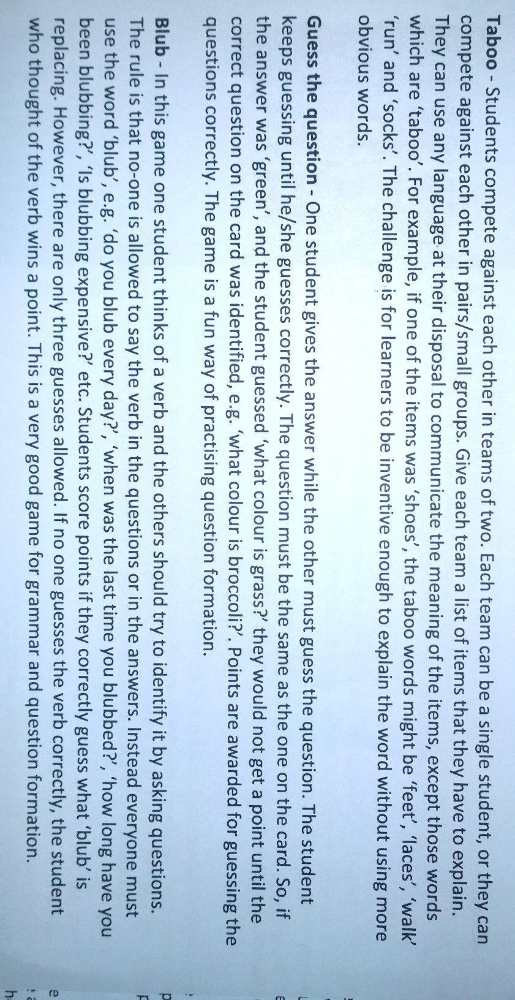 Taboo - Students compete against each other in teams of two. Each team can be a single student, or they can
compete against each other in pairs/small groups. Give each team a list of items that they have to explain.
They can use any language at their disposal to communicate the meaning of the items, except those words
which are ‘taboo’. For example, if one of the items was ‘shoes’, the taboo words might be ‘feet’, ‘laces’, ‘walk’
‘run’ and ‘socks’. The challenge is for learners to be inventive enough to explain the word without using more
obvious words.
Guess the question - One student gives the answer while the other must guess the question. The student
keeps guessing until he/she guesses correctly. The question must be the same as the one on the card. So, if
the answer was ‘green’, and the student guessed ‘what colour is grass?’ they would not get a point until the
correct question on the card was identified, e.g. ‘what colour is broccoli?’. Points are awarded for guessing the
questions correctly. The game is a fun way of practising question formation.
Blub - In this game one student thinks of a verb and the others should try to identify it by asking questions.
The rule is that no-one is allowed to say the verb in the questions or in the answers. Instead everyone must
use the word ‘blub’, e.g. ‘do you blub every day?’, ‘when was the last time you blubbed?’, ‘how long have you
been blubbing?’, ‘Is blubbing expensive?’ etc. Students score points if they correctly guess what ‘blub’ is
replacing. However, there are only three guesses allowed. If no one guesses the verb correctly, the student
who thought of the verb wins a point. This is a very good game for grammar and question formation.